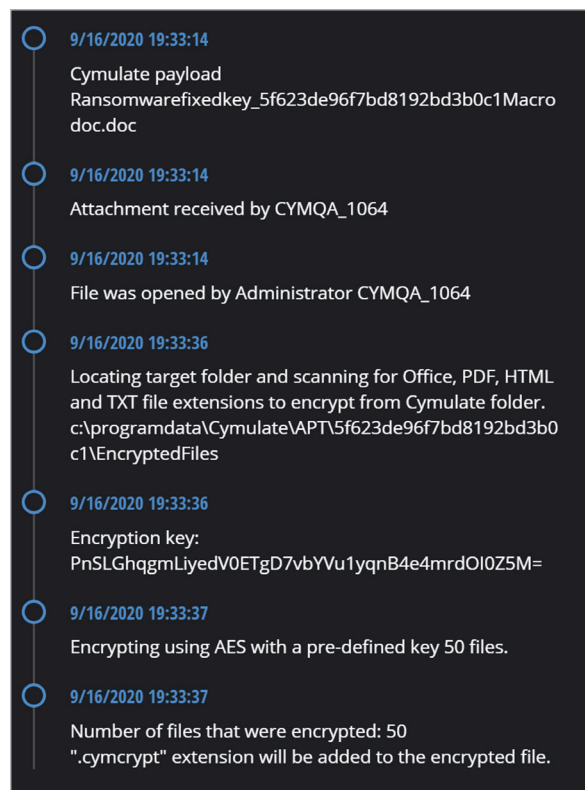 9/16/2020 19:33:14
Cymulate payload
Ransomwarefixedkey_5f623de96f7bd8192bd3b0c1Macro
doc.doc
9/16/2020 19:33:14
Attachment received by CYMQA_1064
9/16/2020 19:33:14
File was opened by Administrator CYMQA_1064
9/16/2020 19:33:36
Locating target folder and scanning for Office, PDF, HTML
and TXT file extensions to encrypt from Cymulate folder.
c:\programdata\Cymulate\APT\5f623de96f7bd8192bd3b0
c1\EncryptedFiles
9/16/2020 19:33:36
Encryption key:
PnSLGhqgmLiyedV0ETgD7vbYVu1yqnB4e4mrdOI0Z5M=
9/16/2020 19:33:37
Encrypting using AES with a pre-defined key 50 files.
9/16/2020 19:33:37
Number of files that were encrypted: 50
".cymcrypt" extension will be added to the encrypted file.